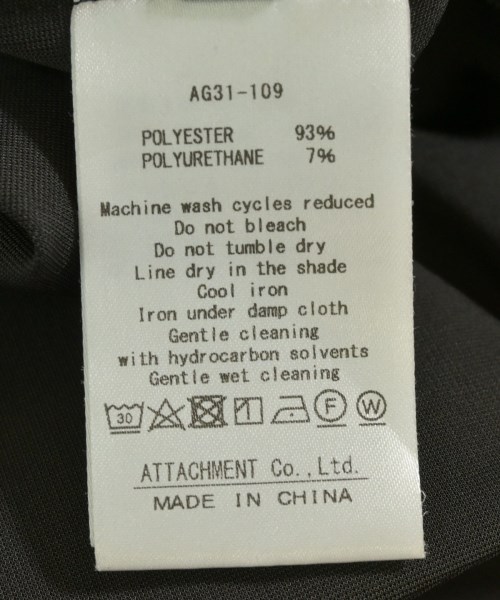 AG31-109
POLYESTER 93%
POLYURETHANE 7%
Machine wash cycles reduced
Do not bleach
Do not tumble dry
Line dry in the shade
Cool iron
Iron under damp cloth
Gentle cleaning
with hydrocarbon solvents
Gentle wet cleaning
30 F W
ATTACHMENT Co.,Ltd.
MADE IN CHINA